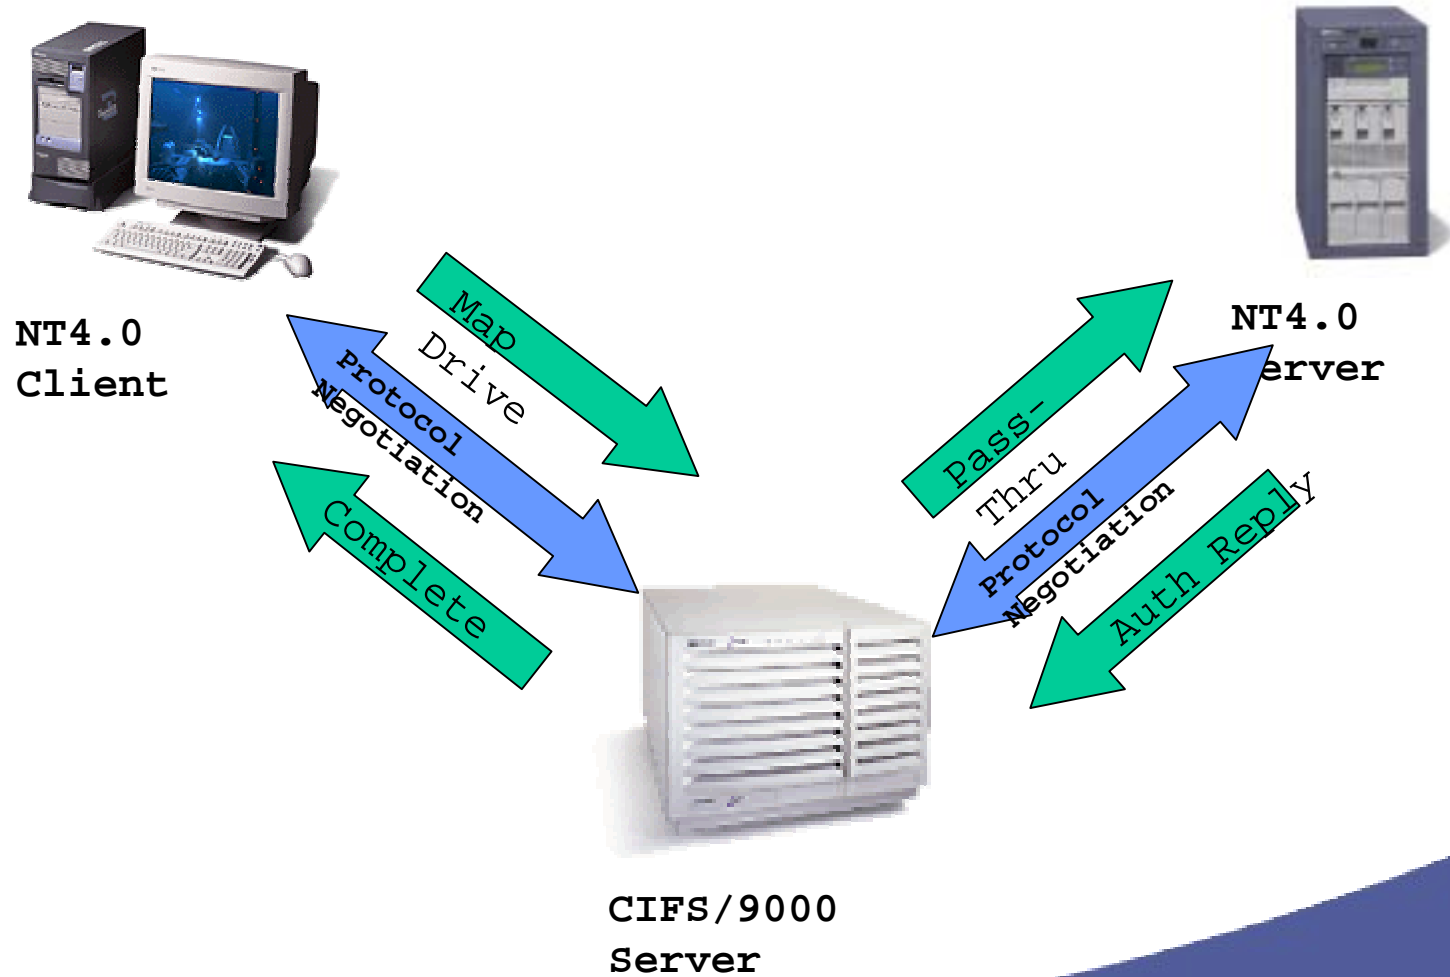 NT4.0
Client
NT4.0
Server
Map
Drive
Protocol
Negotiation
Complete
Pass-
Thru
Protocol
Negotiation
Auth Reply
CIFS/9000
Server